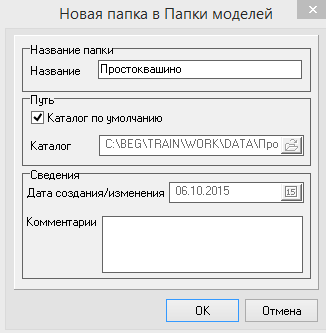 Новая папка в Папки моделей
Название папки
Название Простоквашино
Путь
Каталог по умолчанию
Каталог C:\BEG\TRAIN\WORK\DATA\Про
Сведения
Дата создания/изменения 06.10.2015 15
Комментарии
OK Отмена